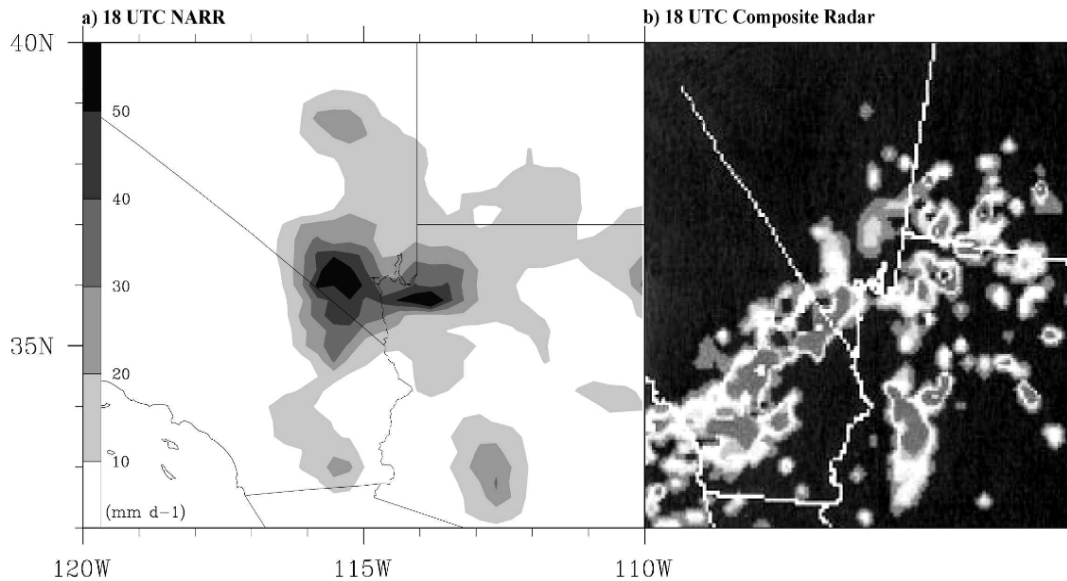 a) 18 UTC NARR
b) 18 UTC Composite Radar
40N
50
40
30
35N
20
10
(mm d-1)
120W
115W
110W